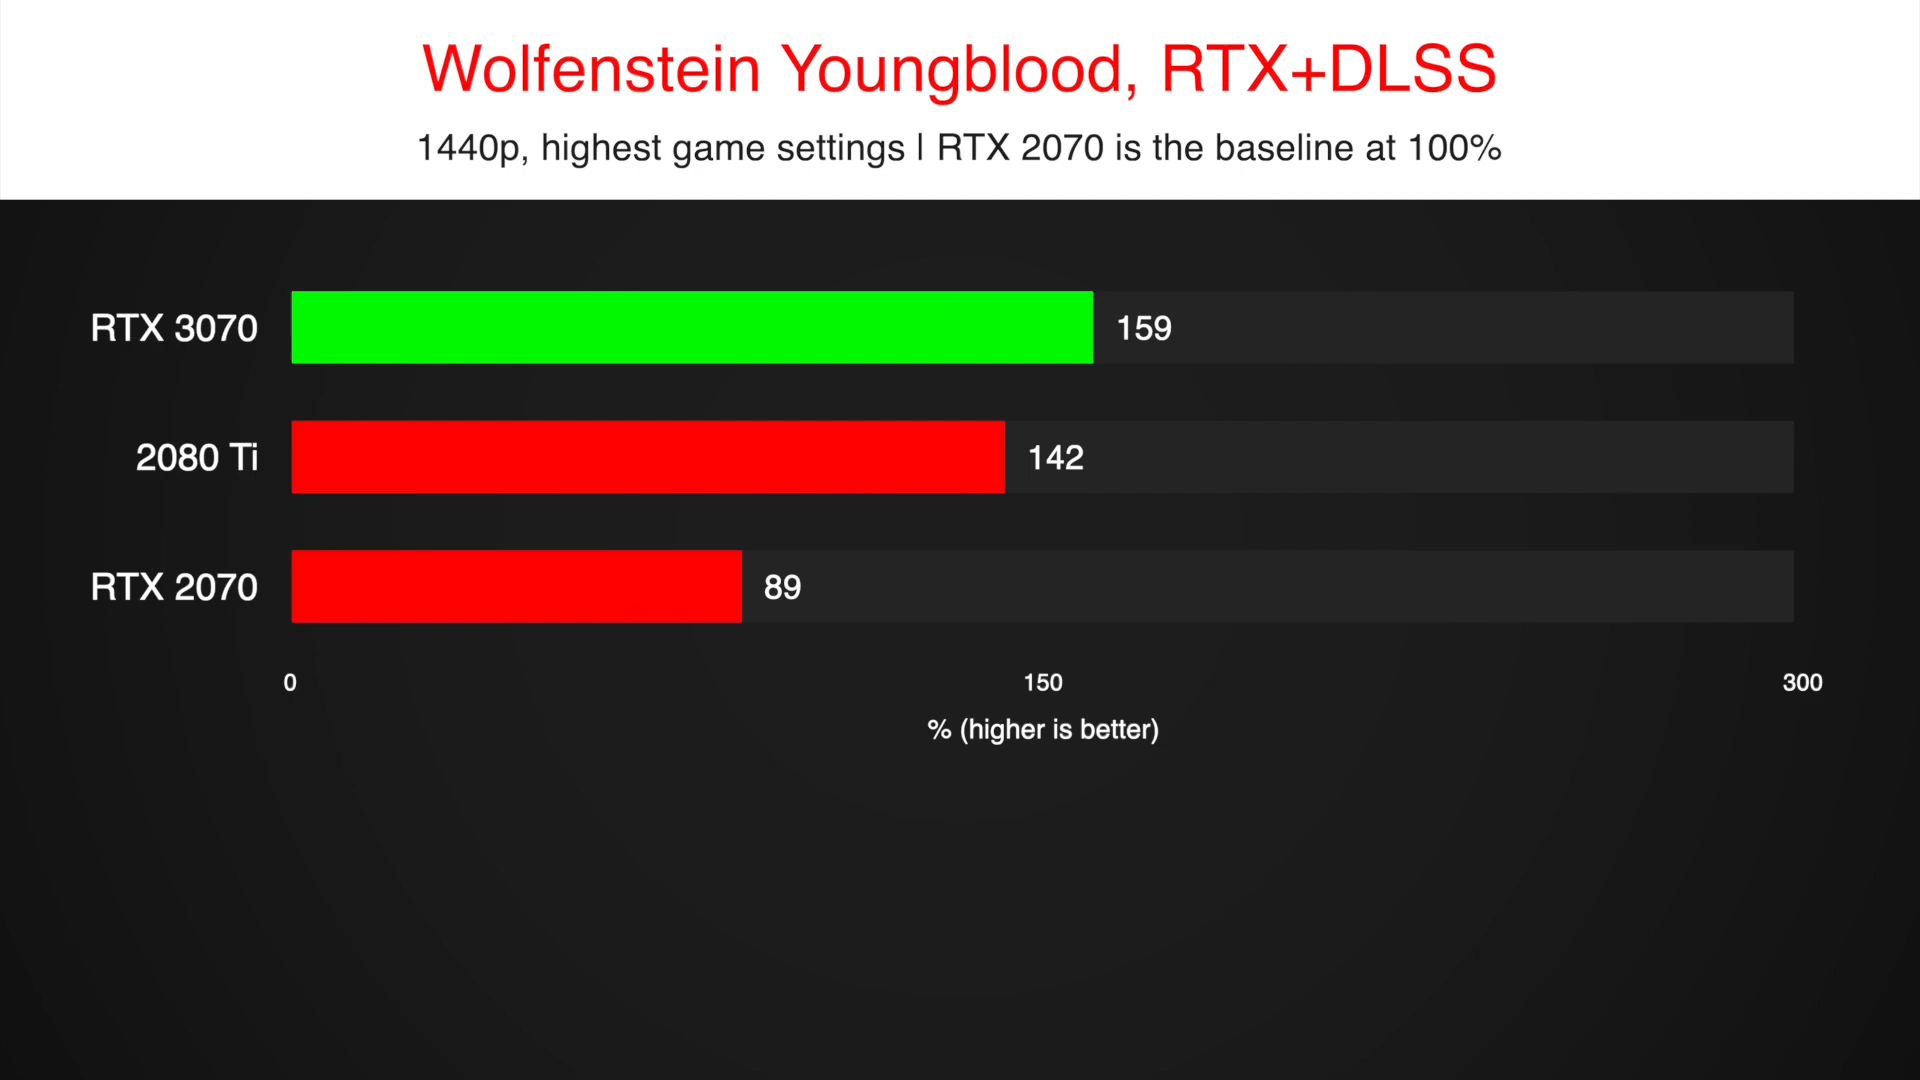 Wolfenstein Youngblood, RTX+DLSS
1440p, highest game settings | RTX 2070 is the baseline at 100%
RTX 3070 159
2080 Ti 142
RTX 2070 89
0 150 300
% (higher is better)